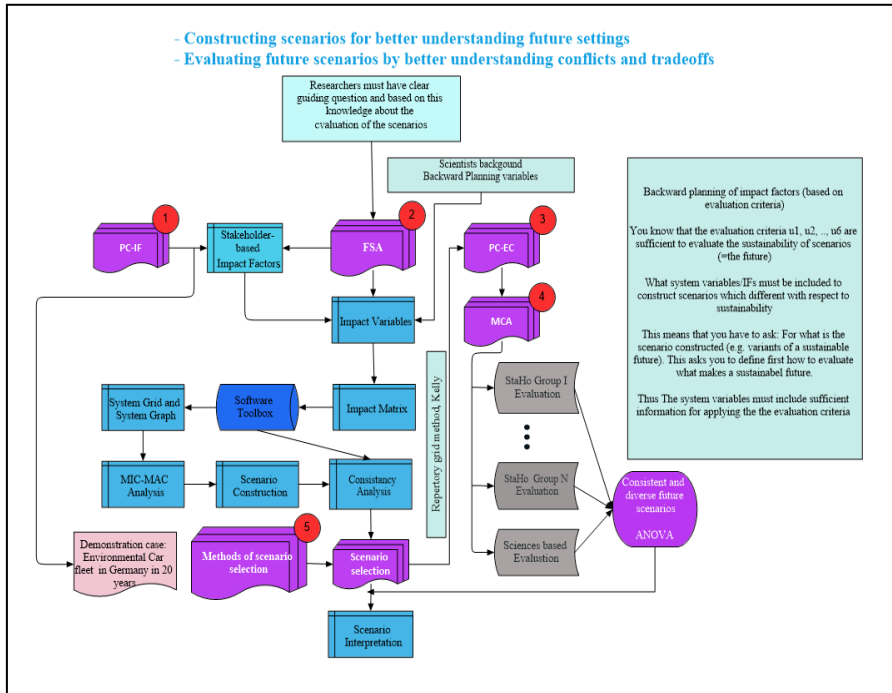 - Constructing scenarios for better understanding future settings
- Evaluating future scenarios by better understanding conflicts and tradeoffs
Researchers must have clear
guiding question and based on this
knowledge about the
evaluation of the scenarios
Scientists backgound
Backward Planning variables
1
PC-IF
Stakeholder-
based
Impact Factors
2
FSA
3
PC-EC
4
MCA
Impact Variables
Impact Matrix
Software
Toolbox
System Grid and
System Graph
MIC-MAC
Analysis
Scenario
Construction
Consistancy
Analysis
Repertory grid method, Kelly
StaHo Group I
Evaluation
StaHo Group N
Evaluation
Sciences based
Evaluation
Consistent and
diverse future
scenarios
ANOVA
Backward planning of impact factors (based on
evaluation criteria)
You know that the evaluation criteria u1, u2, .., u6 are
sufficient to evaluate the sustainability of scenarios
(=the future)
What system variables/IFs must be included to
construct scenarios which different with respect to
sustainability
This means that you have to ask: For what is the
scenario constructed (e.g. variants of a sustainable
future). This asks you to define first how to evaluate
what makes a sustainabel future.
Thus The system variables must include sufficient
information for applying the the evaluation criteria
Demonstration case:
Environmental Car
fleet in Germany in 20
years
5
Methods of scenario
selection
Scenario
selection
Scenario
Interpretation